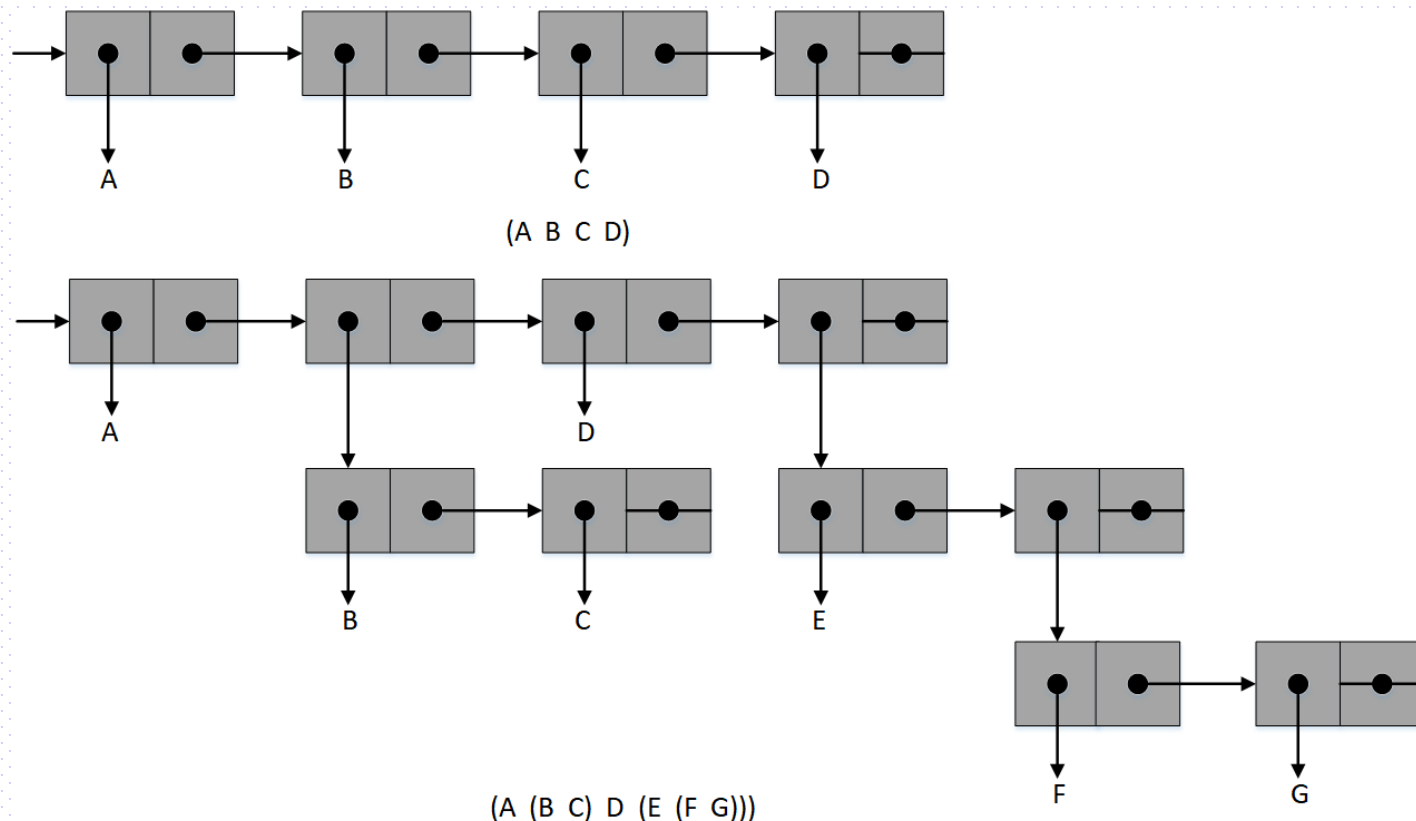 A B C D
(A B C D)
A D
B C E
F G
(A (B C) D (E (F G)))